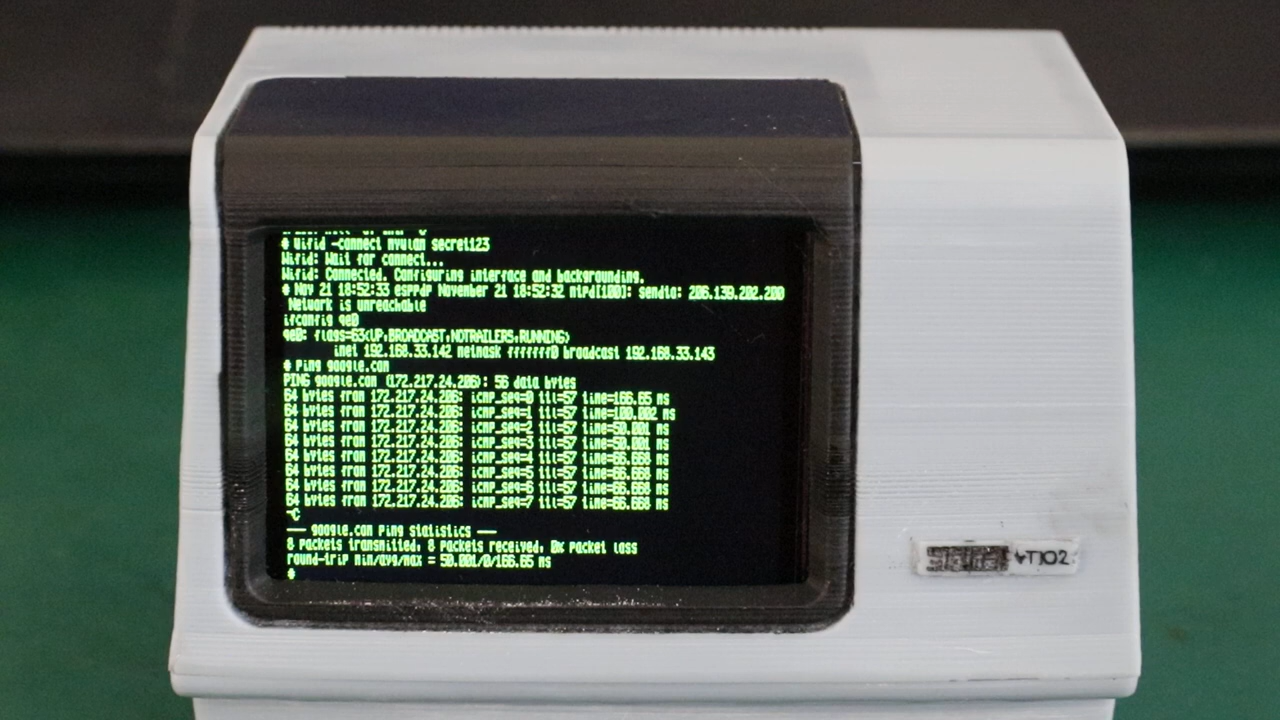 # wifid -connect mywlan secret123
Wifid: Wait for connect...
Wifid: Connected. Configuring interface and backgrounding.
# Nov 21 18:52:33 esppdp November 21 18:52:32 ntpd[100]: sendto: 206.139.202.200
Network is unreachable
ifconfig qe0
qe0: flags=63<UP,BROADCAST,NOTRAILERS,RUNNING>
inet 192.168.33.142 netmask fffffff0 broadcast 192.168.33.143
# ping google.com
PING google.com (172.217.24.206): 56 data bytes
64 bytes from 172.217.24.206: icmp_seq=0 ttl=57 time=166.65 ms
64 bytes from 172.217.24.206: icmp_seq=1 ttl=57 time=100.002 ms
64 bytes from 172.217.24.206: icmp_seq=2 ttl=57 time=50.001 ms
64 bytes from 172.217.24.206: icmp_seq=3 ttl=57 time=50.001 ms
64 bytes from 172.217.24.206: icmp_seq=4 ttl=57 time=66.668 ms
64 bytes from 172.217.24.206: icmp_seq=5 ttl=57 time=66.668 ms
64 bytes from 172.217.24.206: icmp_seq=6 ttl=57 time=66.668 ms
64 bytes from 172.217.24.206: icmp_seq=7 ttl=57 time=66.668 ms
^C
--- google.com ping statistics ---
8 packets transmitted, 8 packets received, 0% packet loss
round-trip min/avg/max = 50.001/0/166.65 ms
#
VT102